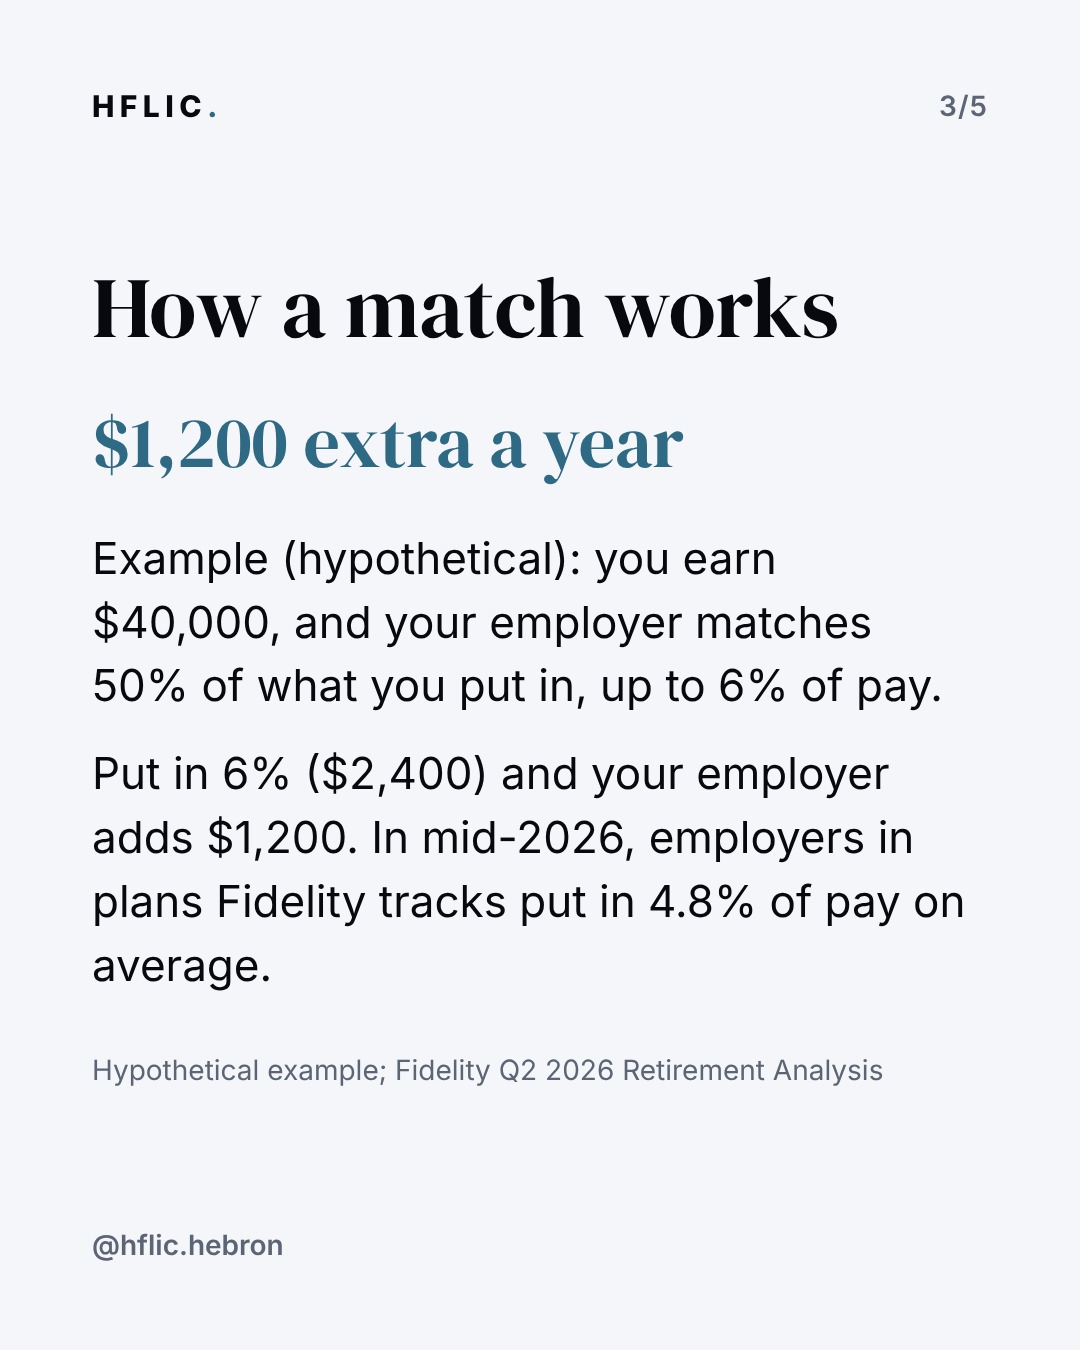 HFLIC.
3/5
How a match works
$1,200 extra a year
Example (hypothetical): you earn
$40,000, and your employer matches
50% of what you put in, up to 6% of pay.
Put in 6% ($2,400) and your employer
adds $1,200. In mid-2026, employers in
plans Fidelity tracks put in 4.8% of pay on
average.
Hypothetical example; Fidelity Q2 2026 Retirement Analysis
@hflic.hebron